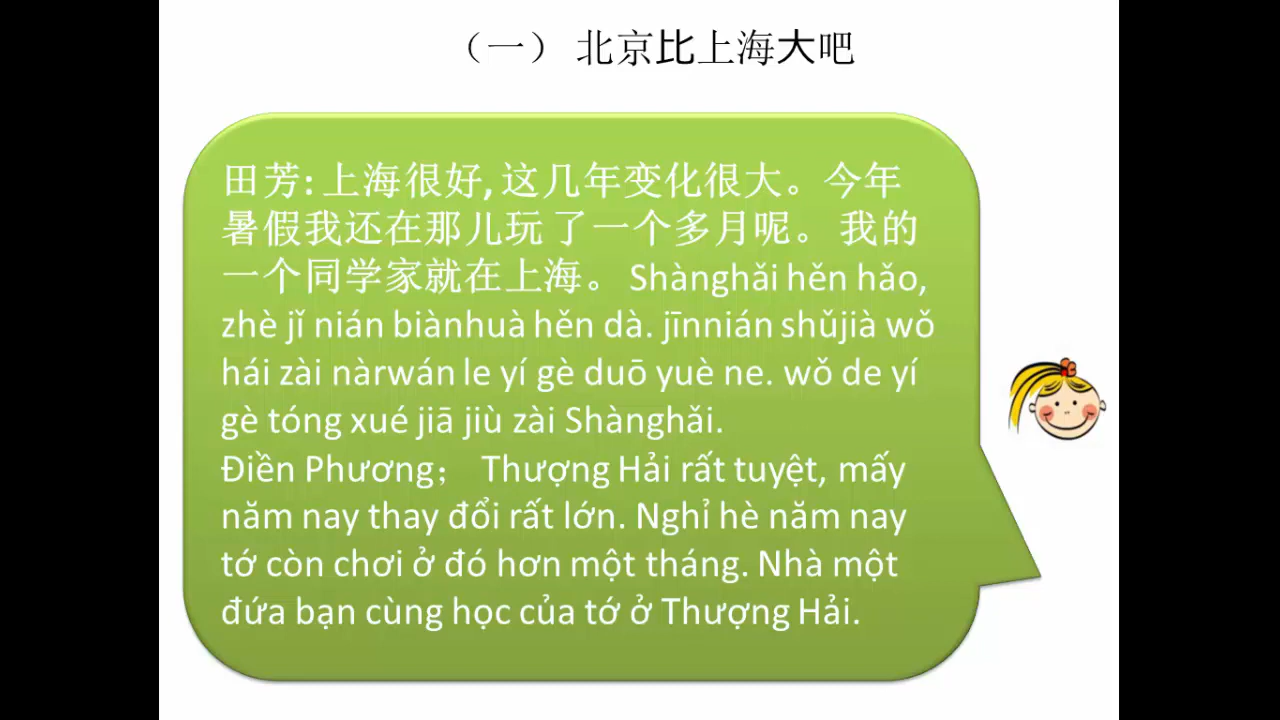 （一） 北京比上海大吧
田芳: 上海很好, 这几年变化很大。今年
暑假我还在那儿玩 了一个多月呢。 我的
一个同学家就在上海。 Shànghǎi hěn hǎo,
zhè jǐ nián biànhuà hěn dà. jīnnián shǔjià wǒ
hái zài nàrwán le yí gè duō yuè ne. wǒ de yí
gè tóng xué jiā jiù zài Shànghǎi.
Điền Phương； Thượng Hải rất tuyệt, mấy
năm nay thay đổi rất lớn. Nghỉ hè năm nay
tớ còn chơi ở đó hơn một tháng. Nhà một
đứa bạn cùng học của tớ ở Thượng Hải.